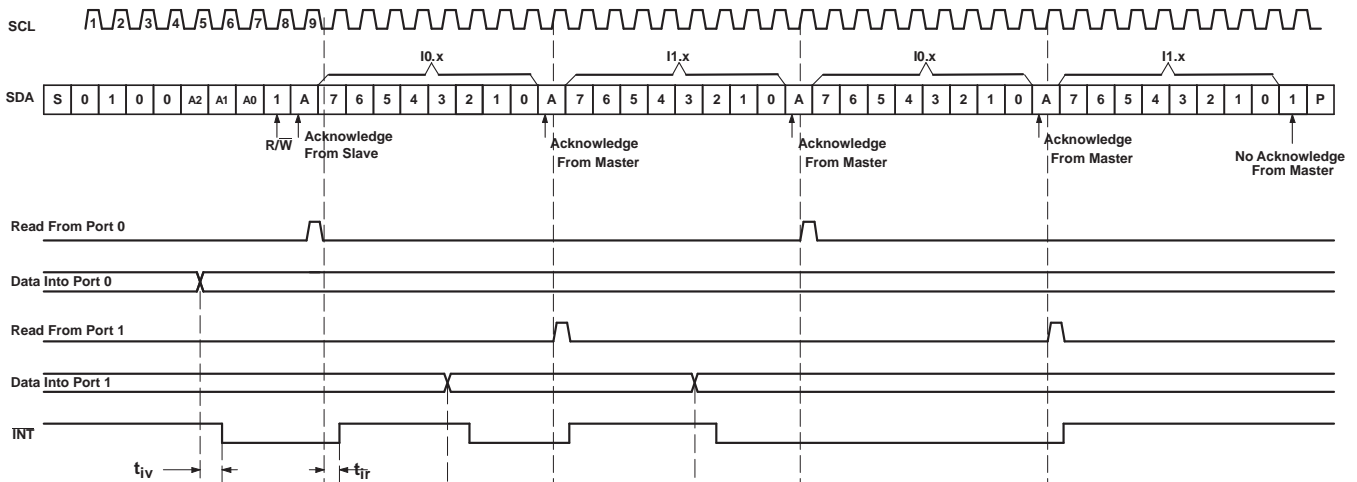 SCL 1 2 3 4 5 6 7 8 9
I0.x I1.x I0.x I1.x
SDA S 0 1 0 0 A2 A1 A0 1 A 7 6 5 4 3 2 1 0 A 7 6 5 4 3 2 1 0 A 7 6 5 4 3 2 1 0 A 7 6 5 4 3 2 1 0 1 P
R/W̅
Acknowledge
From Slave
Acknowledge
From Master
Acknowledge
From Master
Acknowledge
From Master
No Acknowledge
From Master
Read From Port 0
Data Into Port 0
Read From Port 1
Data Into Port 1
I̅N̅T̅
tiv tir